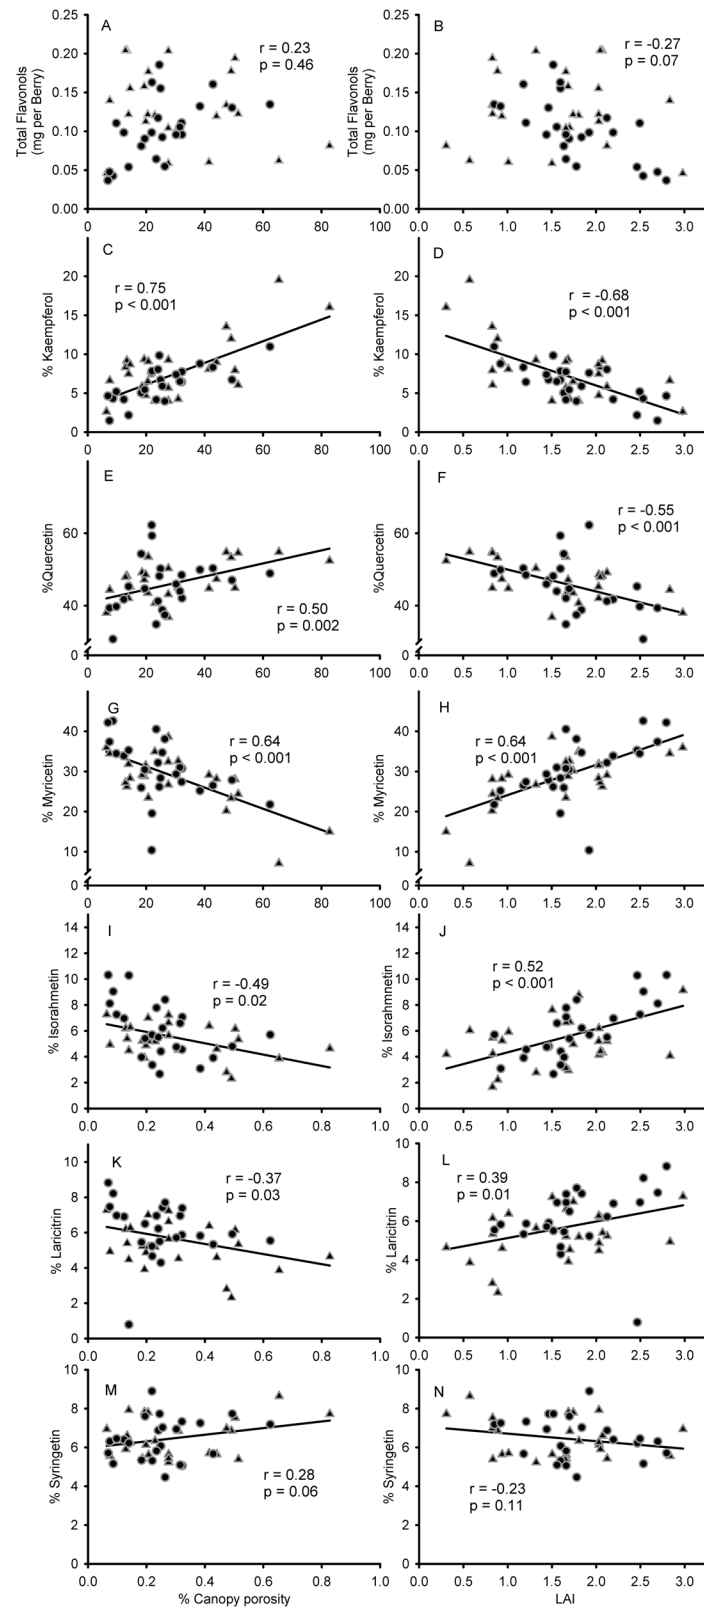 A
r = 0.23
p = 0.46
Total Flavonols
(mg per Berry)
0.25
0.20
0.15
0.10
0.05
0.00
0 20 40 60 80 100
B
r = -0.27
p = 0.07
Total Flavonols
(mg per Berry)
0.25
0.20
0.15
0.10
0.05
0.00
0.0 0.5 1.0 1.5 2.0 2.5 3.0
C
r = 0.75
p < 0.001
% Kaempferol
20
15
10
5
0
0 20 40 60 80 100
D
r = -0.68
p < 0.001
% Kaempferol
20
15
10
5
0
0.0 0.5 1.0 1.5 2.0 2.5 3.0
E
r = 0.50
p = 0.002
%Quercetin
60
40
0
0 20 40 60 80 100
F
r = -0.55
p < 0.001
%Quercetin
60
40
0
0.0 0.5 1.0 1.5 2.0 2.5 3.0
G
r = 0.64
p < 0.001
% Myricetin
40
30
20
10
0
0 20 40 60 80 100
H
r = 0.64
p < 0.001
% Myricetin
40
30
20
10
0
0.0 0.5 1.0 1.5 2.0 2.5 3.0
I
r = -0.49
p = 0.02
% Isorahmnetin
14
12
10
8
6
4
2
0
0.0 0.2 0.4 0.6 0.8 1.0
J
r = 0.52
p < 0.001
% Isorahmnetin
14
12
10
8
6
4
2
0
0.0 0.5 1.0 1.5 2.0 2.5 3.0
K
r = -0.37
p = 0.03
% Laricitrin
10
8
6
4
2
0
0.0 0.2 0.4 0.6 0.8 1.0
L
r = 0.39
p = 0.01
% Laricitrin
10
8
6
4
2
0
0.0 0.5 1.0 1.5 2.0 2.5 3.0
M
r = 0.28
p = 0.06
% Syringetin
10
8
6
4
2
0
0.0 0.2 0.4 0.6 0.8 1.0
% Canopy porosity
N
r = -0.23
p = 0.11
% Syringetin
10
8
6
4
2
0
0.0 0.5 1.0 1.5 2.0 2.5 3.0
LAI